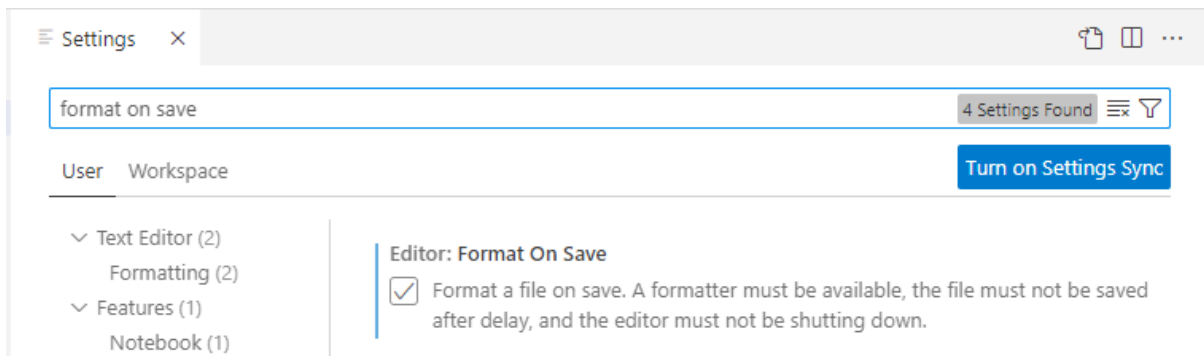 Settings
format on save
4 Settings Found
User Workspace
Turn on Settings Sync
Text Editor (2)
Formatting (2)
Features (1)
Notebook (1)
Editor: Format On Save
Format a file on save. A formatter must be available, the file must not be saved
after delay, and the editor must not be shutting down.